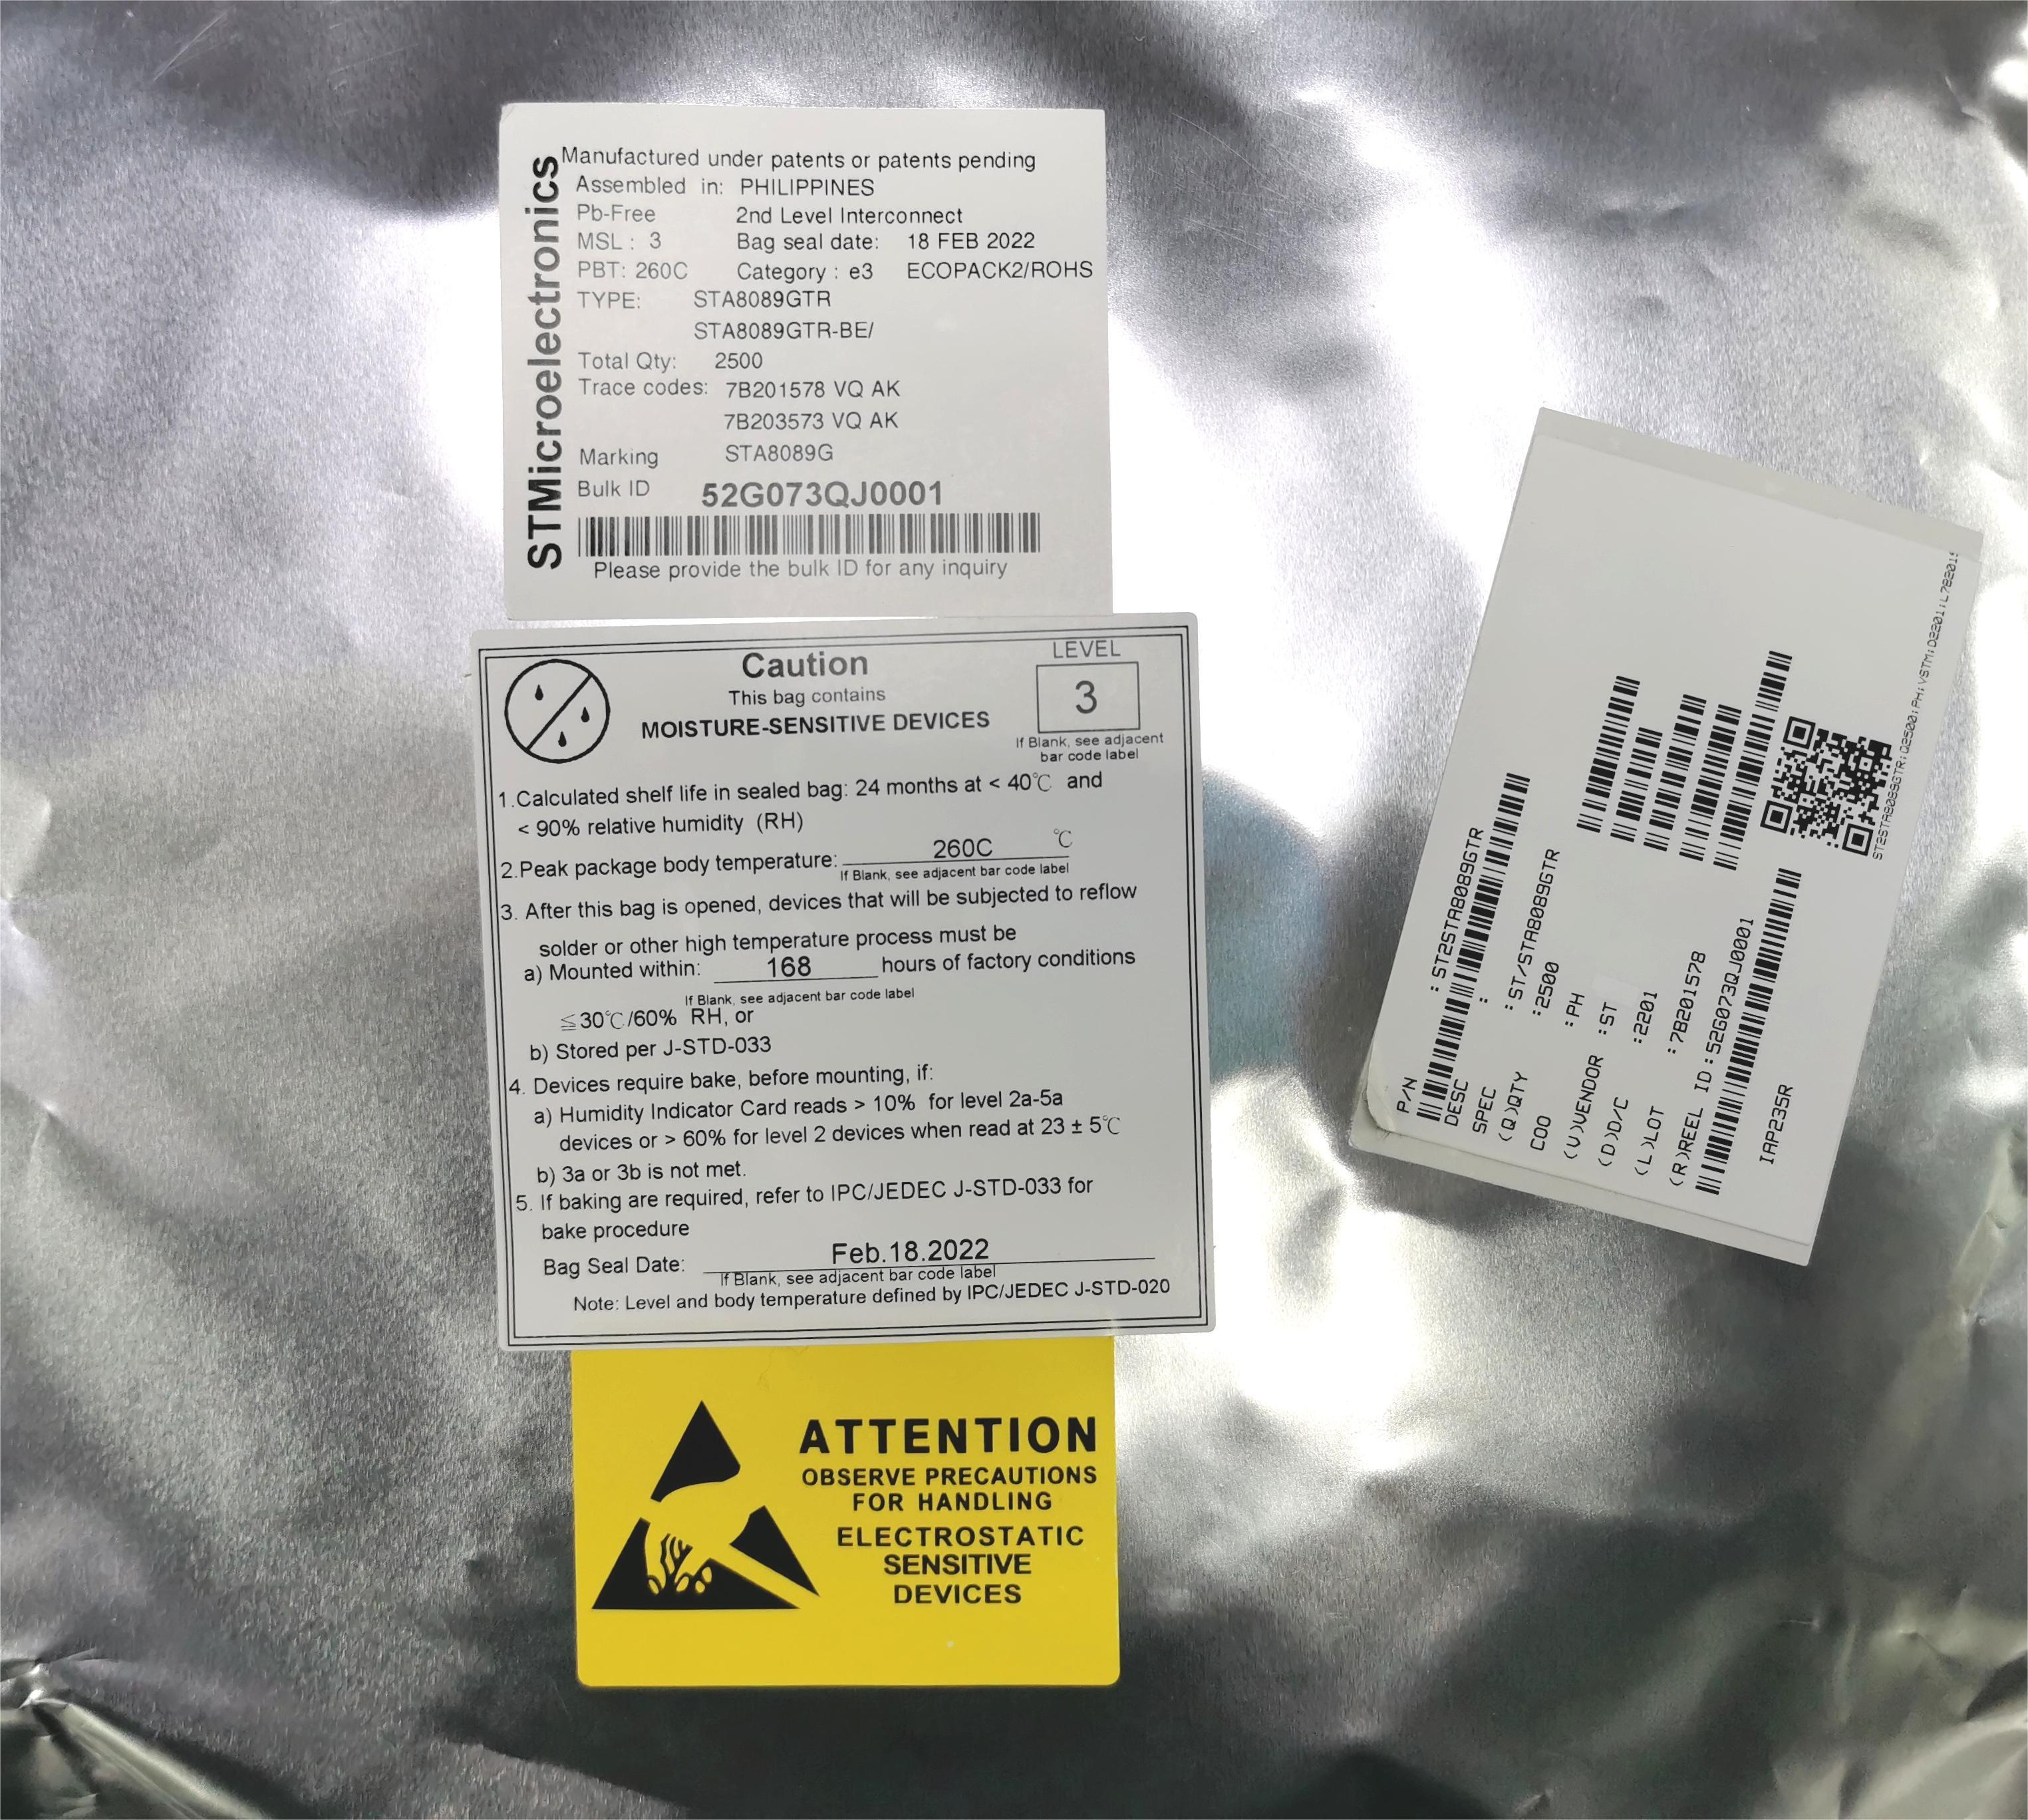 STMicroelectronics
Manufactured under patents or patents pending
Assembled in: PHILIPPINES
Pb-Free 2nd Level Interconnect
MSL : 3 Bag seal date: 18 FEB 2022
PBT: 260C Category : e3 ECOPACK2/ROHS
TYPE: STA8089GTR
STA8089GTR-BE/
Total Qty: 2500
Trace codes: 7B201578 VQ AK
7B203573 VQ AK
Marking STA8089G
Bulk ID 52G073QJ0001
Please provide the bulk ID for any inquiry
Caution
This bag contains
MOISTURE-SENSITIVE DEVICES
LEVEL
3
If Blank, see adjacent
bar code label
1.Calculated shelf life in sealed bag: 24 months at < 40℃ and
< 90% relative humidity (RH)
2.Peak package body temperature: 260C ℃
If Blank, see adjacent bar code label
3. After this bag is opened, devices that will be subjected to reflow
solder or other high temperature process must be
a) Mounted within: 168 hours of factory conditions
If Blank, see adjacent bar code label
≦30℃/60% RH, or
b) Stored per J-STD-033
4. Devices require bake, before mounting, if:
a) Humidity Indicator Card reads > 10% for level 2a-5a
devices or > 60% for level 2 devices when read at 23 ± 5℃
b) 3a or 3b is not met.
5. If baking are required, refer to IPC/JEDEC J-STD-033 for
bake procedure
Bag Seal Date: Feb.18.2022
If Blank, see adjacent bar code label
Note: Level and body temperature defined by IPC/JEDEC J-STD-020
ATTENTION
OBSERVE PRECAUTIONS
FOR HANDLING
ELECTROSTATIC
SENSITIVE
DEVICES
P/N : ST2STA8089GTR
DESC :
SPEC : ST/STA8089GTR
(Q)QTY :2500
COO :PH
(V)VENDOR :ST
(D)D/C :2201
(L)LOT :7B201578
(R)REEL ID:52G073QJ0001
IAP235R
ST2STA8089GTR;Q2500;PH;VSTM;D2201;L7B201